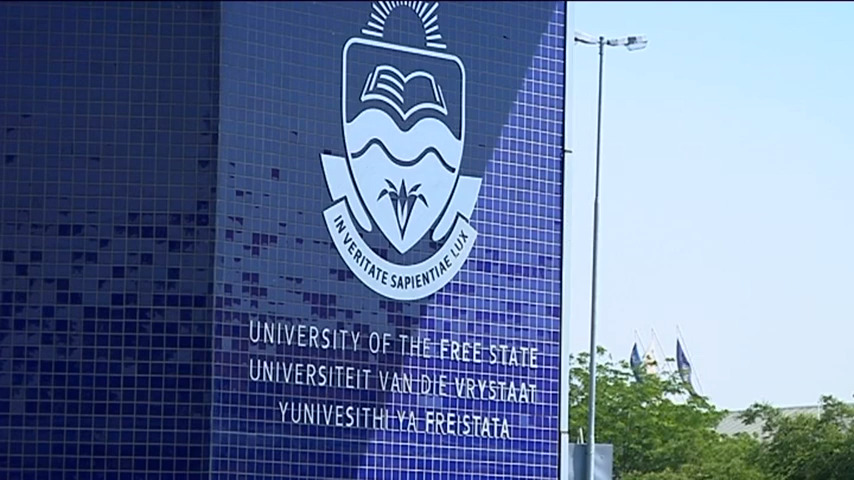 IN VERITATE SAPIENTIAE LUX
UNIVERSITY OF THE FREE STATE
UNIVERSITEIT VAN DIE VRYSTAAT
YUNIVESITHI YA FREISTATA